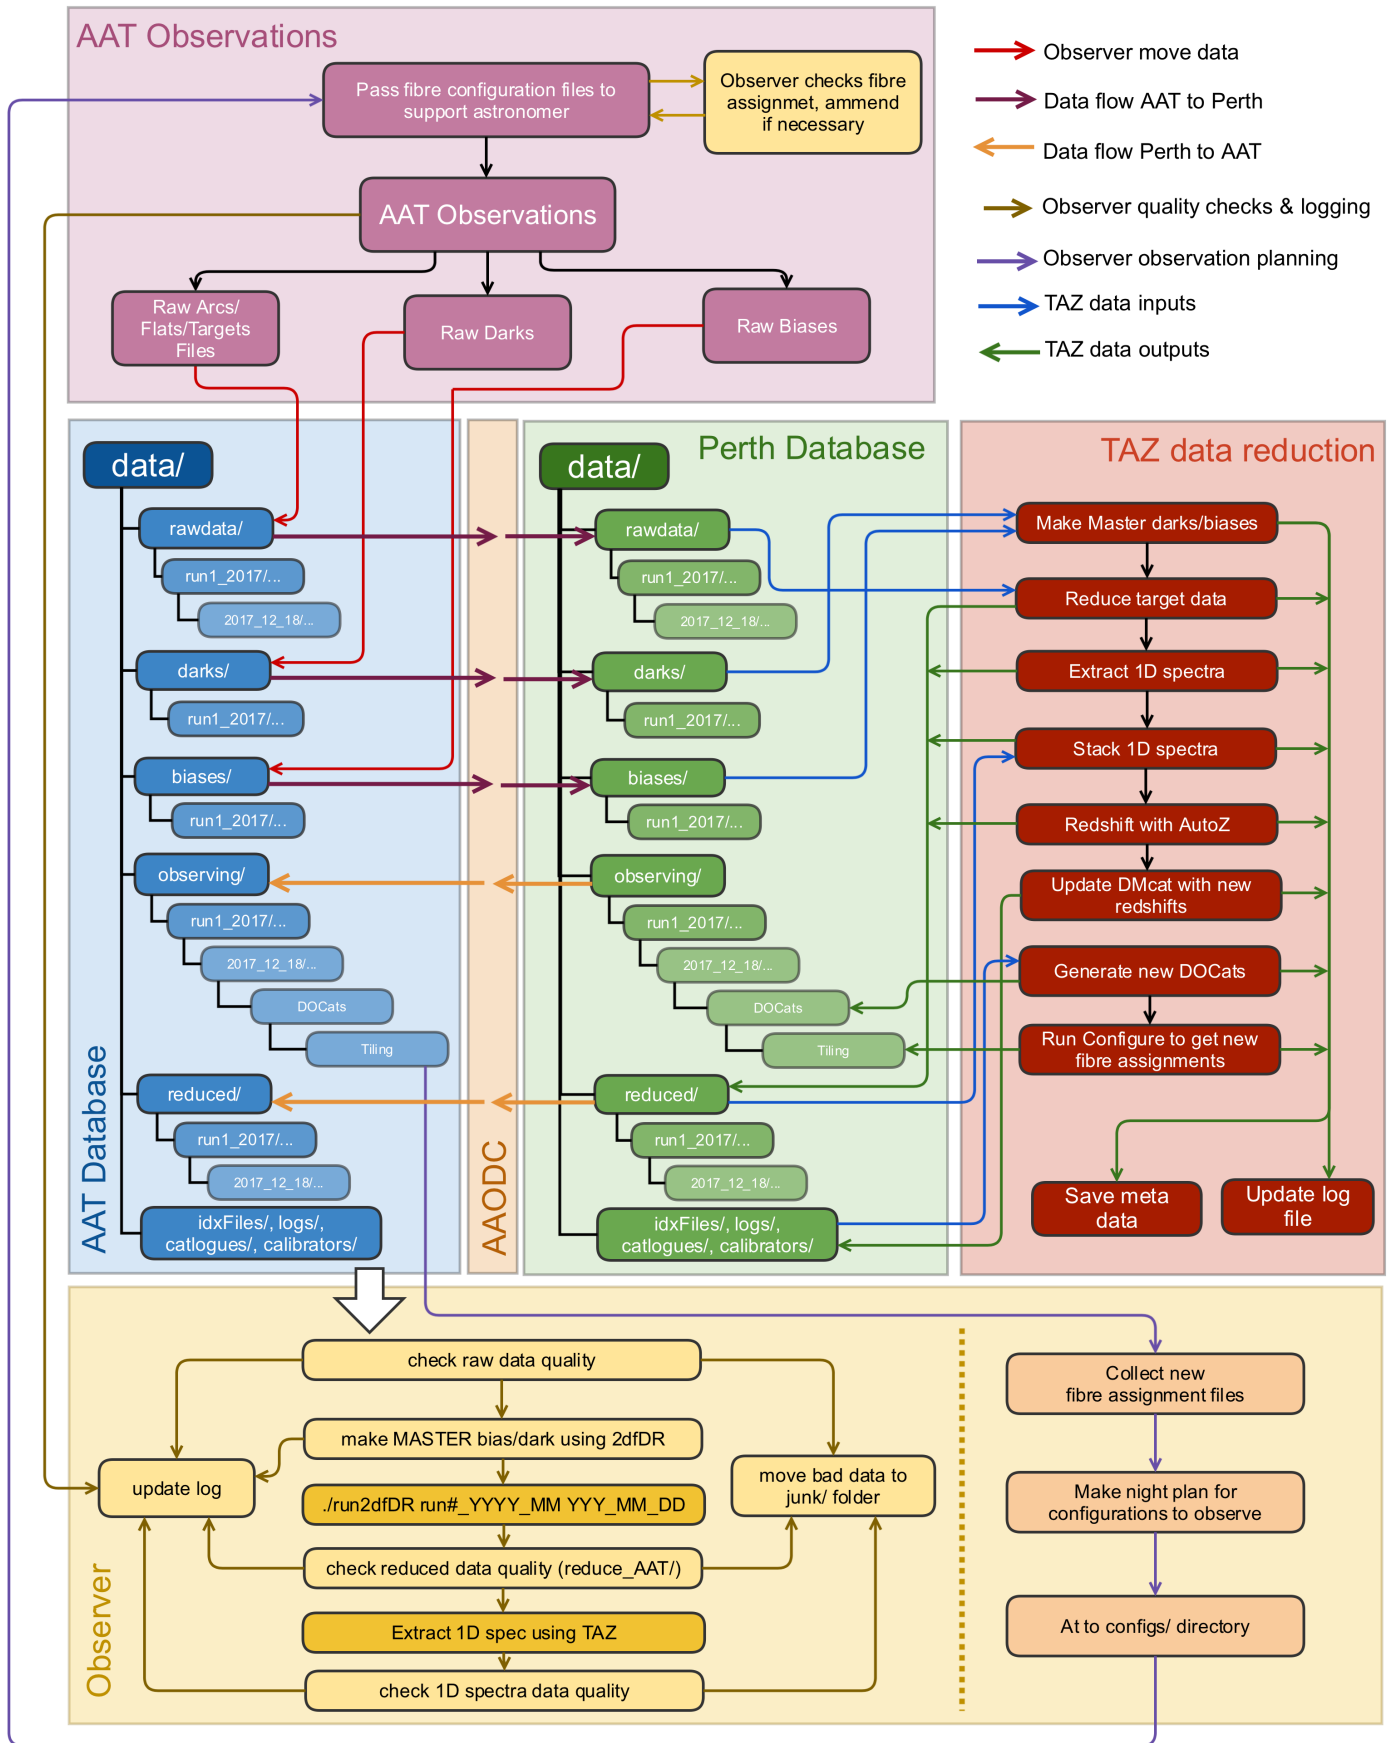 AAT Observations
Pass fibre configuration files to
support astronomer
Observer checks fibre
assignmet, ammend
if necessary
AAT Observations
Raw Arcs/
Flats/Targets
Files
Raw Darks
Raw Biases
Observer move data
Data flow AAT to Perth
Data flow Perth to AAT
Observer quality checks & logging
Observer observation planning
TAZ data inputs
TAZ data outputs
AAT Database
data/
rawdata/
run1_2017/...
2017_12_18/...
darks/
run1_2017/...
biases/
run1_2017/...
observing/
run1_2017/...
2017_12_18/...
DOCats
Tiling
reduced/
run1_2017/...
2017_12_18/...
idxFiles/, logs/,
catlogues/, calibrators/
AAODC
Perth Database
data/
rawdata/
run1_2017/...
2017_12_18/...
darks/
run1_2017/...
biases/
run1_2017/...
observing/
run1_2017/...
2017_12_18/...
DOCats
Tiling
reduced/
run1_2017/...
2017_12_18/...
idxFiles/, logs/,
catlogues/, calibrators/
TAZ data reduction
Make Master darks/biases
Reduce target data
Extract 1D spectra
Stack 1D spectra
Redshift with AutoZ
Update DMcat with new
redshifts
Generate new DOCats
Run Configure to get new
fibre assignments
Save meta
data
Update log
file
Observer
check raw data quality
make MASTER bias/dark using 2dfDR
update log
./run2dfDR run#_YYYY_MM YYY_MM_DD
move bad data to
junk/ folder
check reduced data quality (reduce_AAT/)
Extract 1D spec using TAZ
check 1D spectra data quality
Collect new
fibre assignment files
Make night plan for
configurations to observe
At to configs/ directory